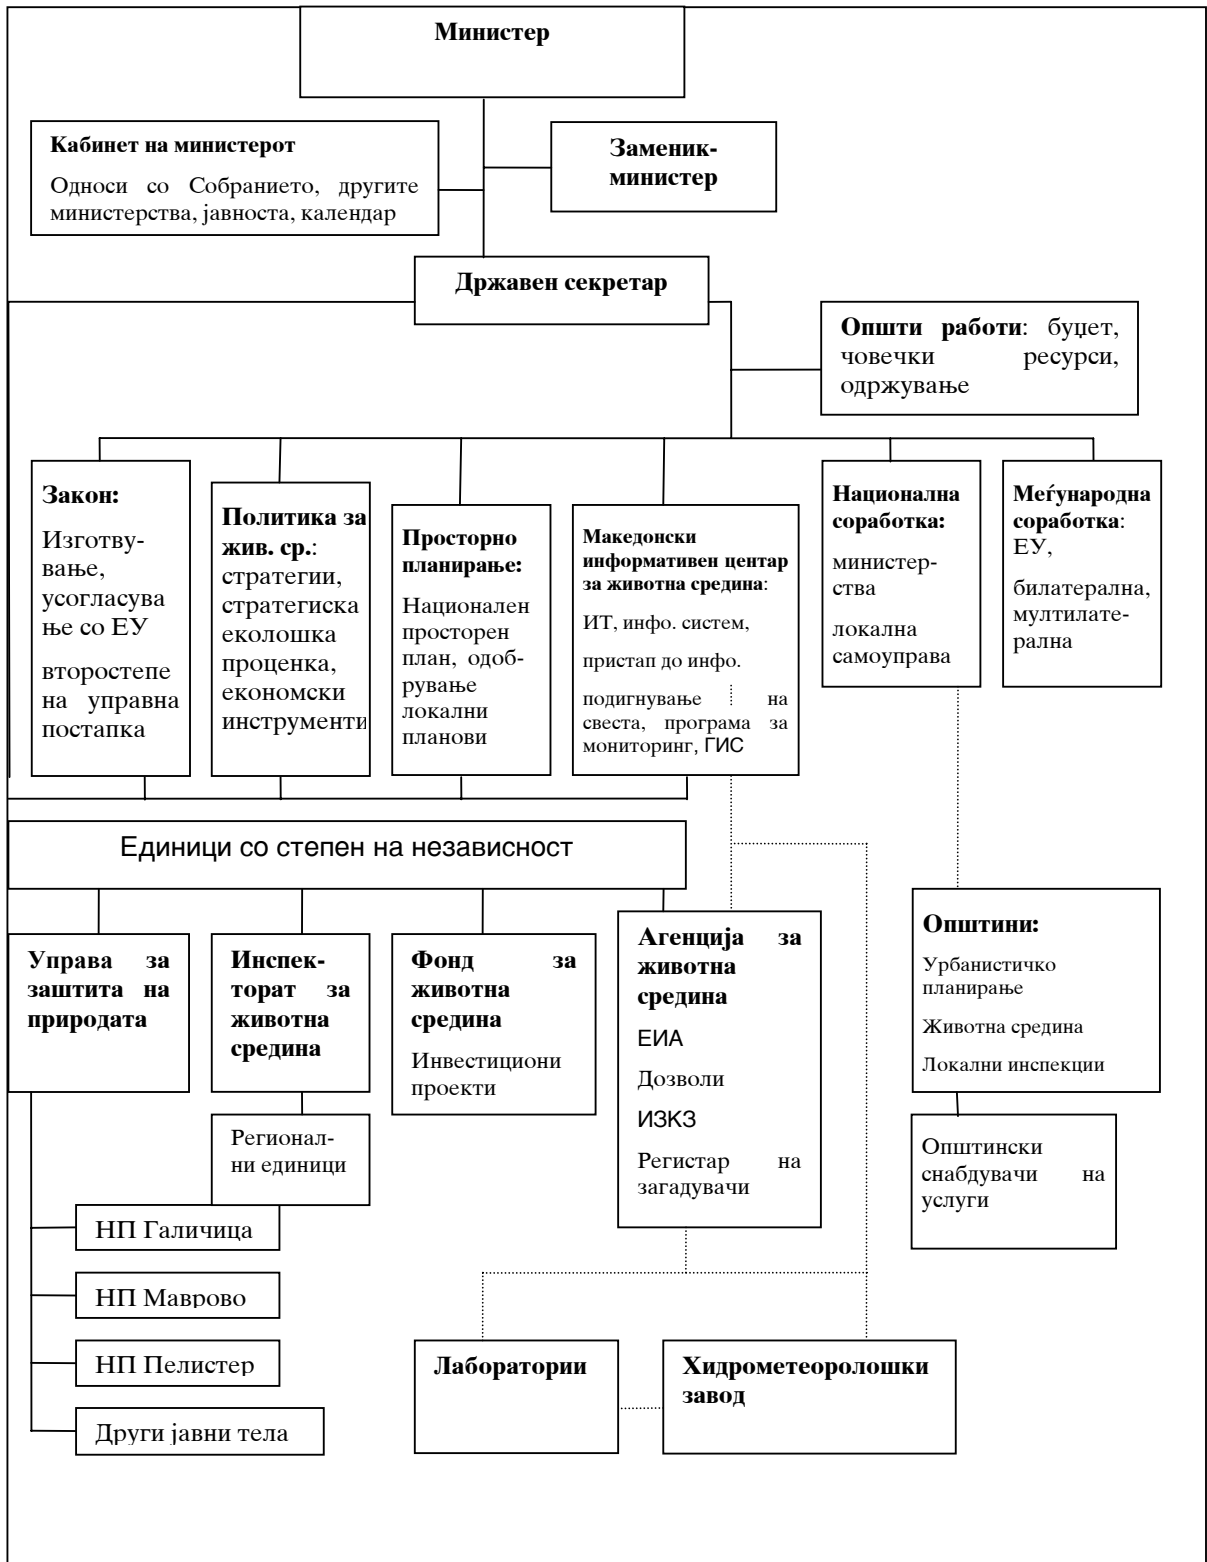 Министер
Кабинет на министерот
Односи со Собранието, другите
министерства, јавноста, календар
Заменик-
министер
Државен секретар
Општи работи: буџет,
човечки ресурси,
одржување
Закон:
Изготву-
вање,
усогласува
ње со ЕУ
второстепе
на управна
постапка
Политика за
жив. ср.:
стратегии,
стратегиска
еколошка
проценка,
економски
инструменти
Просторно
планирање:
Национален
просторен
план, одоб-
рување
локални
планови
Македонски
информативен центар
за животна средина:
ИТ, инфо. систем,
пристап до инфо.
подигнување на
свеста, програма за
мониторинг, ГИС
Национална
соработка:
министер-
ства
локална
самоуправа
Меѓународна
соработка:
ЕУ,
билатерална,
мултилате-
рална
Единици со степен на независност
Управа за
заштита на
природата
Инспек-
торат за
животна
средина
Фонд за
животна
средина
Инвестициони
проекти
Агенција за
животна
средина
ЕИА
Дозволи
ИЗКЗ
Регистар на
загадувачи
Општини:
Урбанистичко
планирање
Животна средина
Локални инспекции
Регионал-
ни единици
Општински
снабдувачи на
услуги
НП Галичица
НП Маврово
НП Пелистер
Други јавни тела
Лаборатории
Хидрометеоролошки
завод